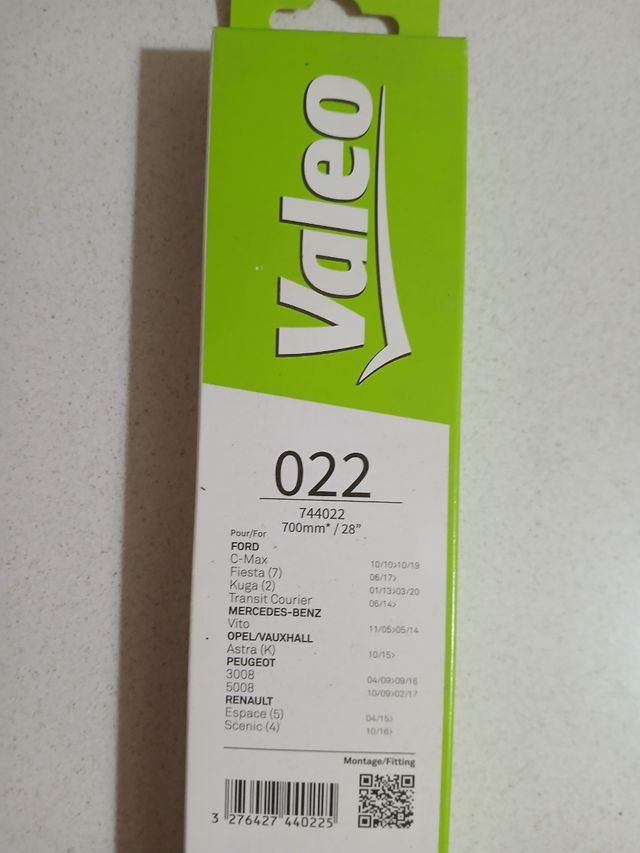 Valeo
022
744022
700mm* / 28”
Pour/For
FORD
C-Max 10/10>10/19
Fiesta (7) 06/17>
Kuga (2) 01/13>03/20
Transit Courier 06/14>
MERCEDES-BENZ
Vito 11/05>05/14
OPEL/VAUXHALL
Astra (K) 10/15>
PEUGEOT
3008 04/09>09/16
5008 10/09>02/17
RENAULT
Espace (5) 04/15>
Scenic (4) 10/16>
Montage/Fitting
3 276427 440225